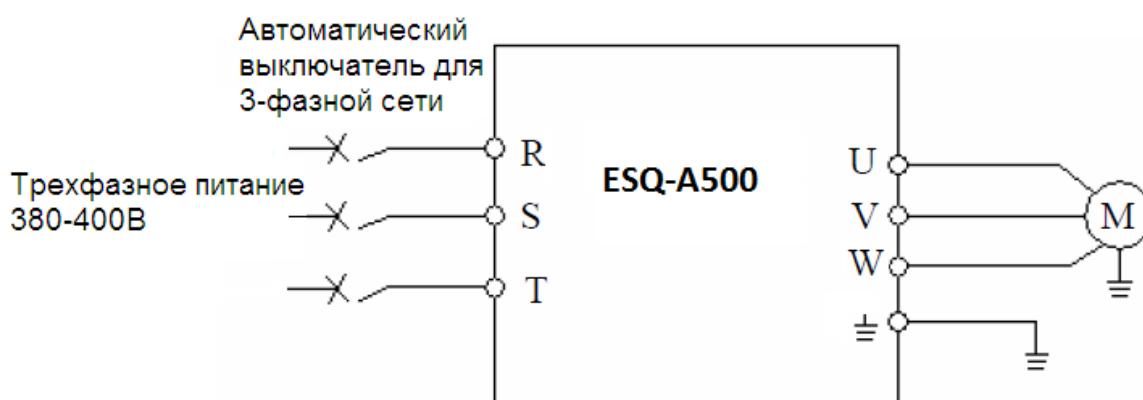 Автоматический
выключатель для
3-фазной сети
Трехфазное питание
380-400В
R
S
T
ESQ-A500
U
V
W
M